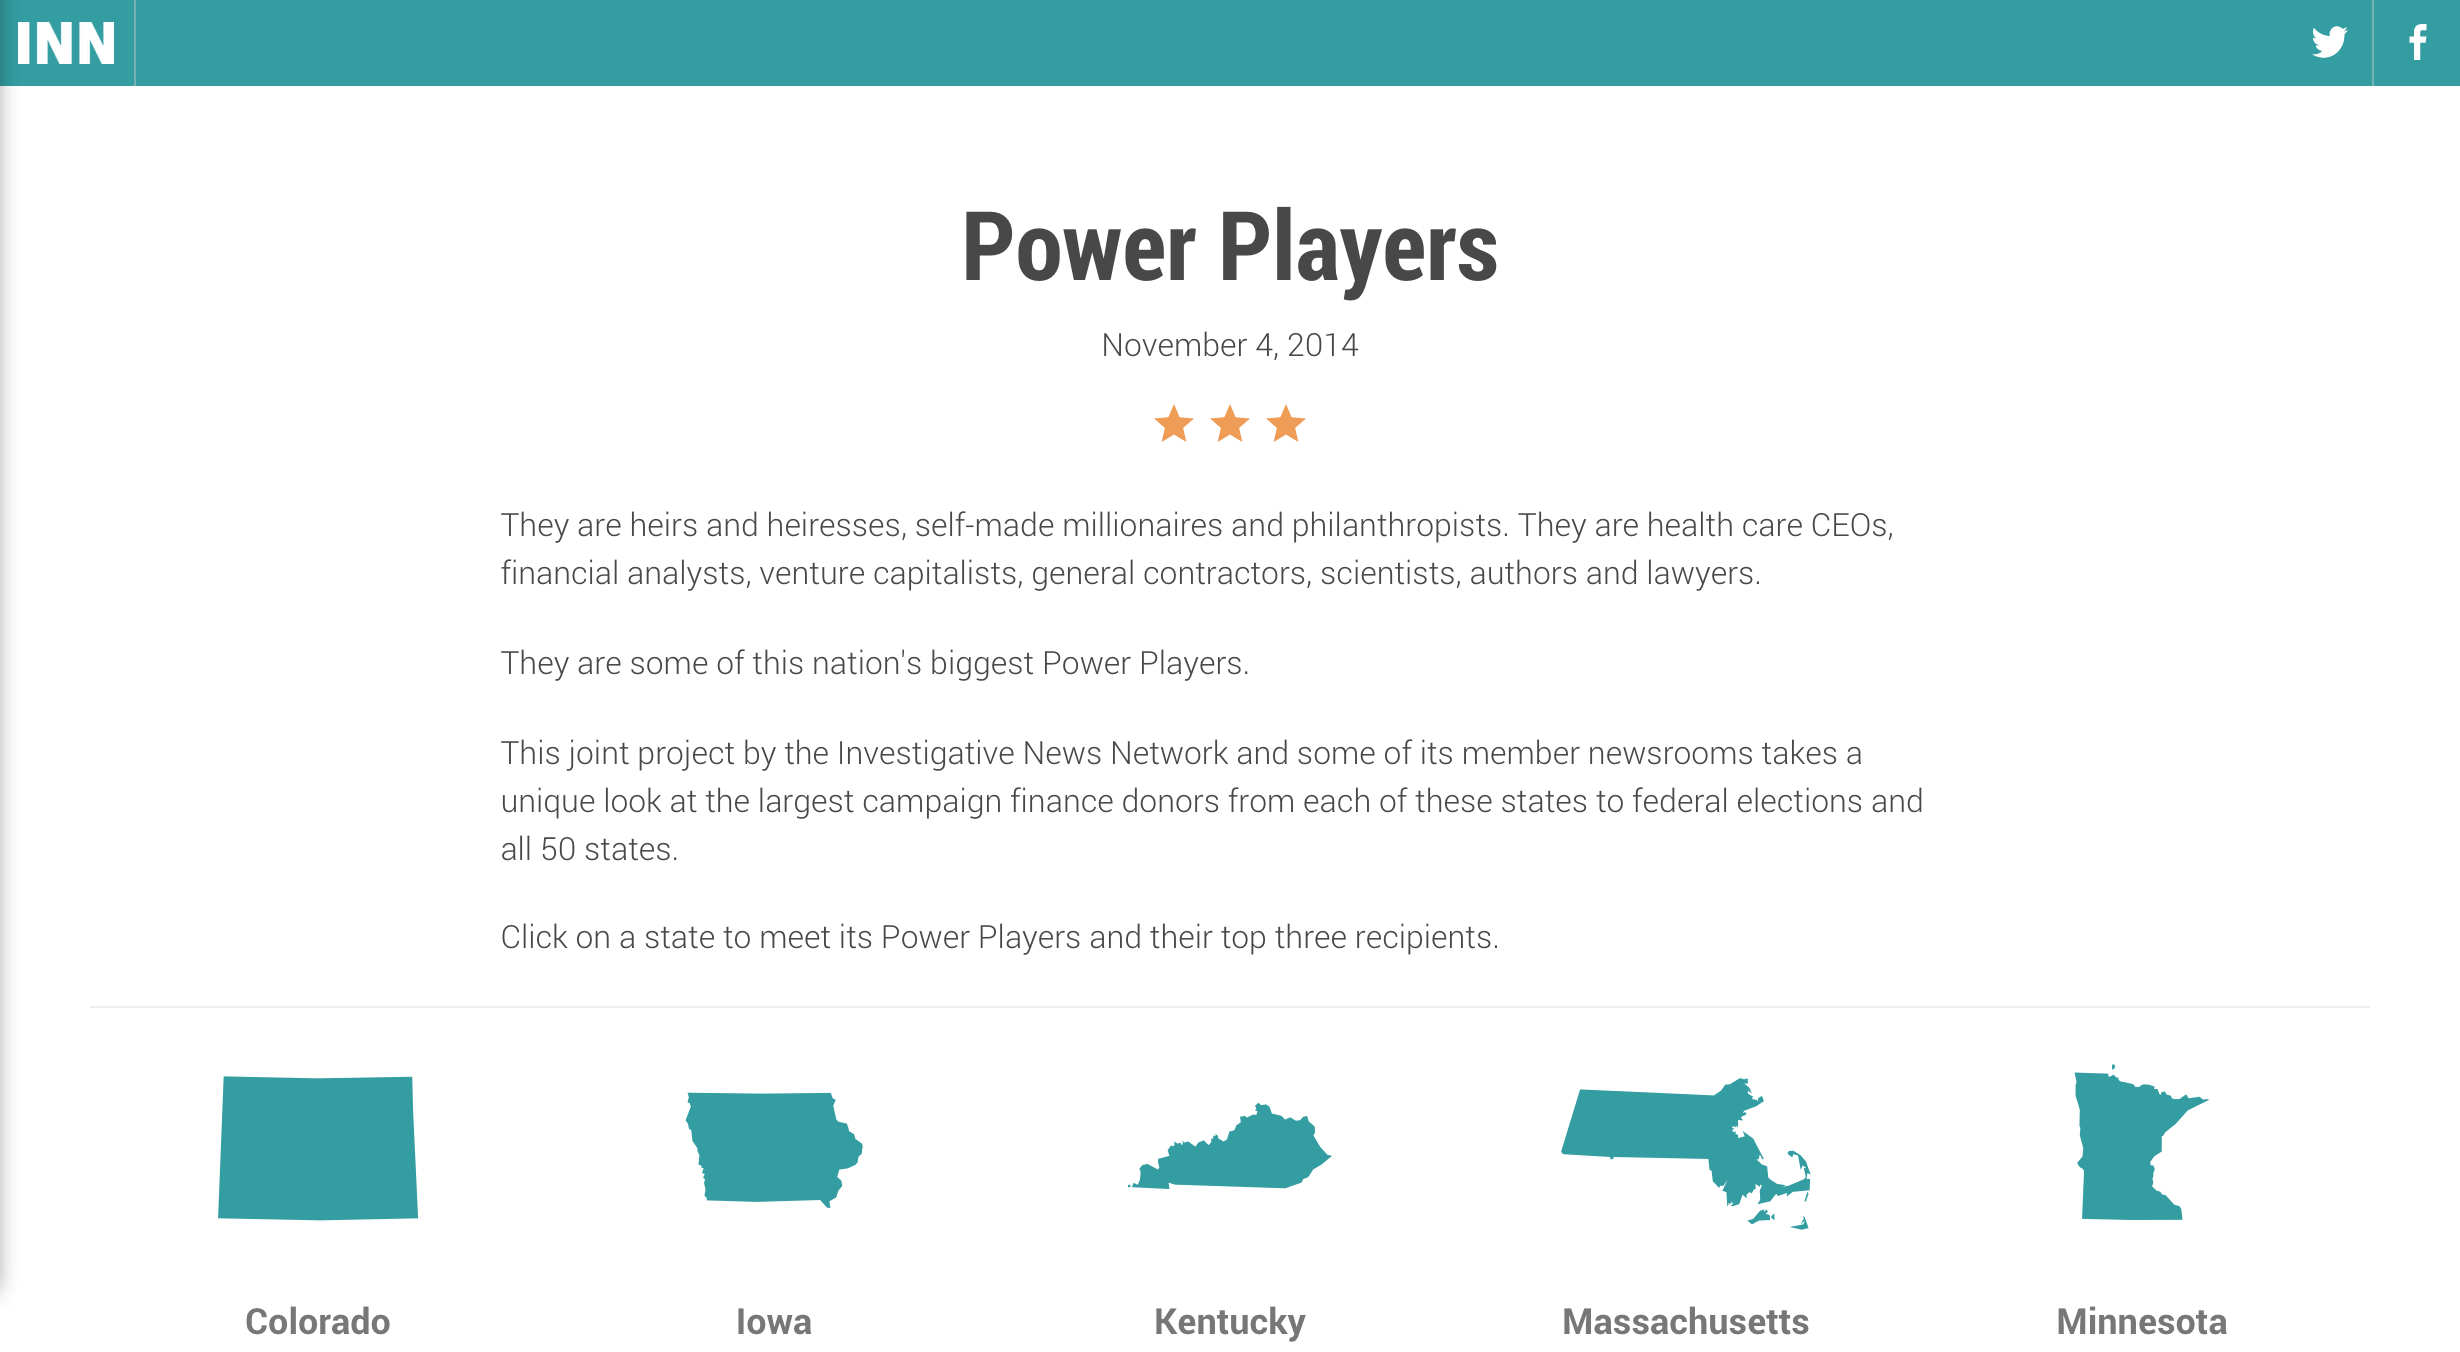 INN
Power Players
November 4, 2014
They are heirs and heiresses, self-made millionaires and philanthropists. They are health care CEOs,
financial analysts, venture capitalists, general contractors, scientists, authors and lawyers.
They are some of this nation's biggest Power Players.
This joint project by the Investigative News Network and some of its member newsrooms takes a
unique look at the largest campaign finance donors from each of these states to federal elections and
all 50 states.
Click on a state to meet its Power Players and their top three recipients.
Colorado
Iowa
Kentucky
Massachusetts
Minnesota